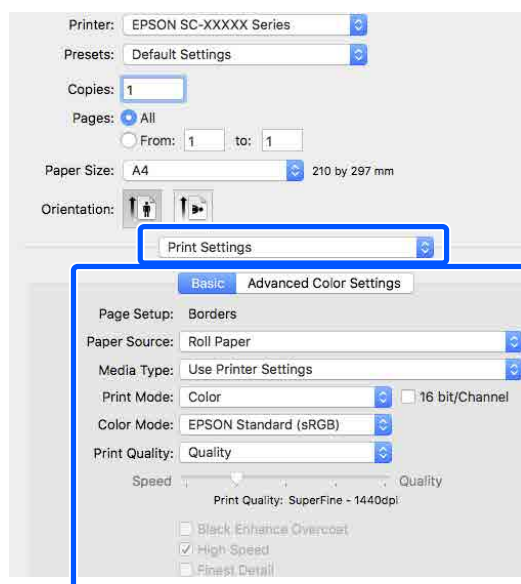 Printer: EPSON SC-XXXXX Series
Presets: Default Settings
Copies: 1
Pages: All
From: 1 to: 1
Paper Size: A4 210 by 297 mm
Orientation:
Print Settings
Basic Advanced Color Settings
Page Setup: Borders
Paper Source: Roll Paper
Media Type: Use Printer Settings
Print Mode: Color 16 bit/Channel
Color Mode: EPSON Standard (sRGB)
Print Quality: Quality
Speed Quality
Print Quality: SuperFine - 1440dpi
Black Enhance Overcoat
High Speed
Finest Detail